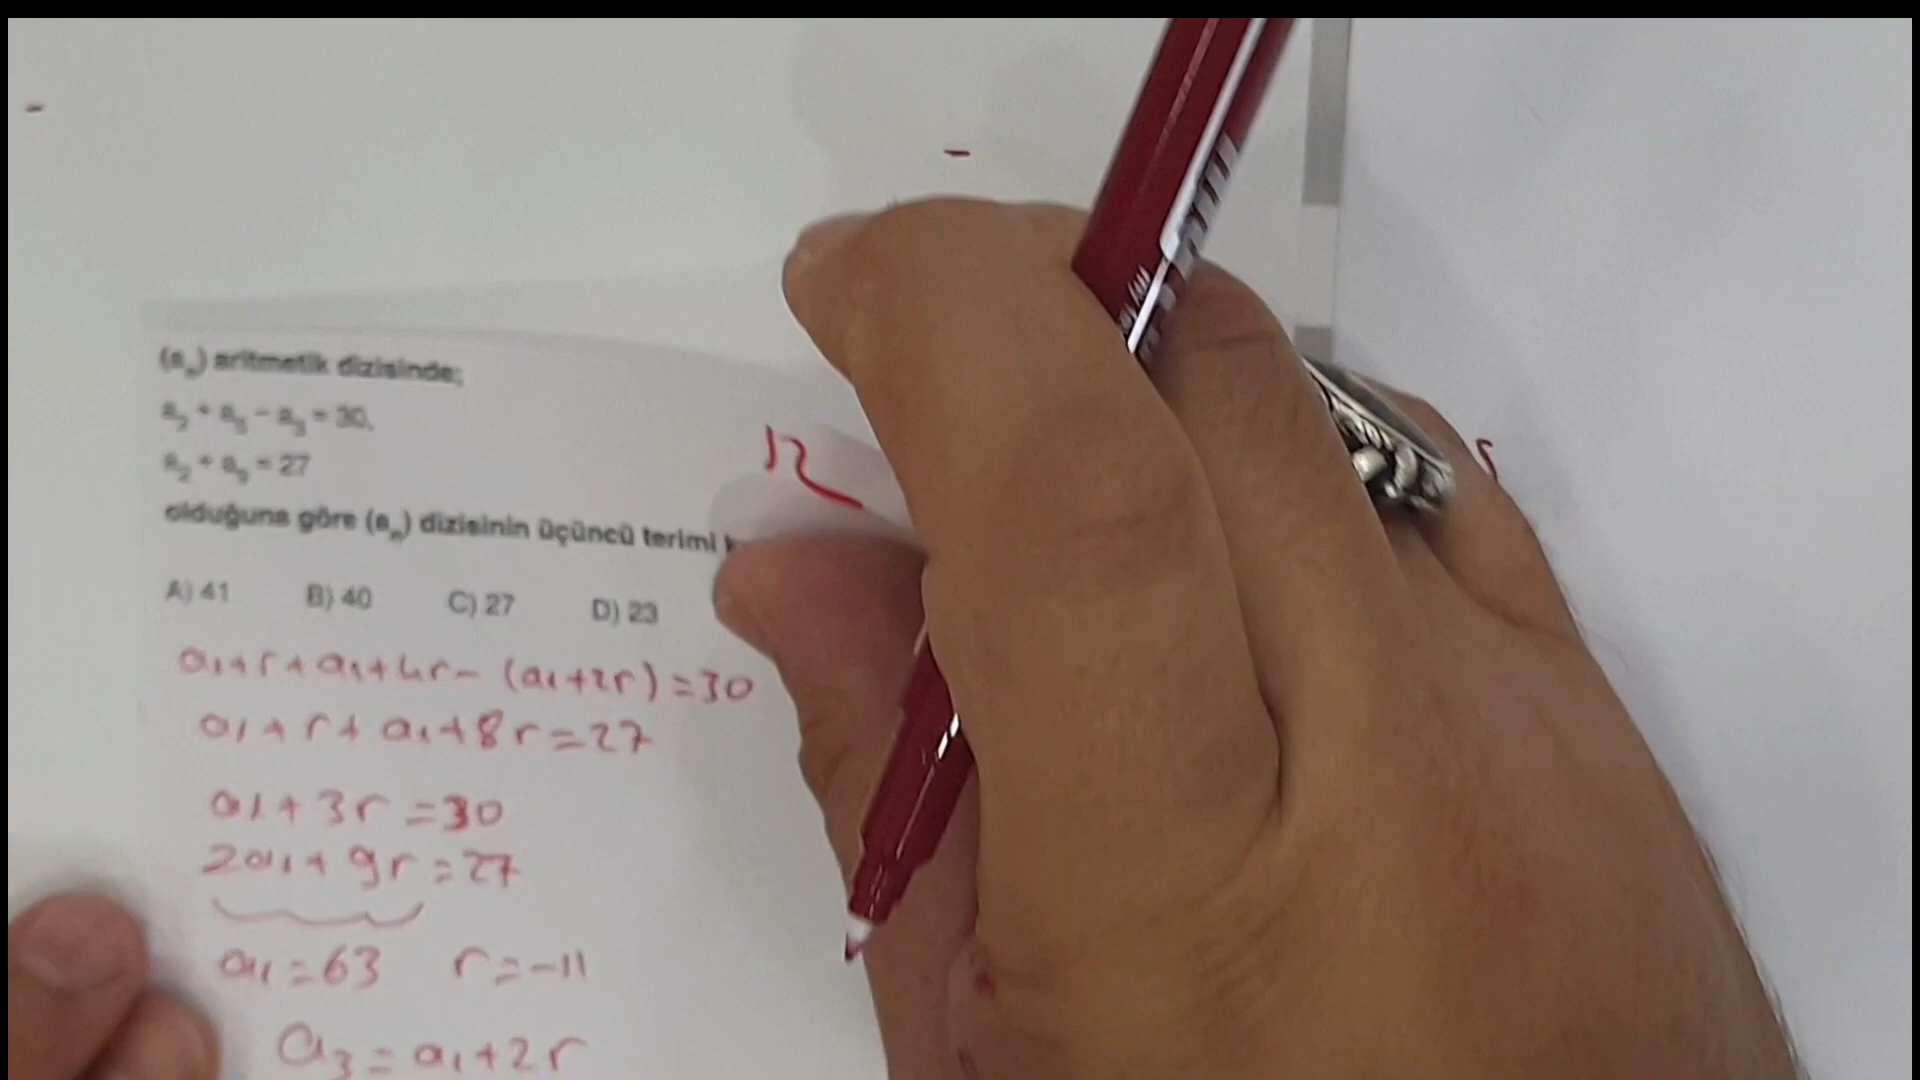 (aₙ) aritmetik dizisinde;
a₂ + a₅ − a₃ = 30,
a₂ + a₉ = 27
olduğuna göre (aₙ) dizisinin üçüncü terimi
A) 41 B) 40 C) 27 D) 23
12
a₁+r+a₁+4r−(a₁+2r)=30
a₁+r+a₁+8r=27
a₁+3r=30
2a₁+9r=27
a₁=63 r=−11
a₃=a₁+2r